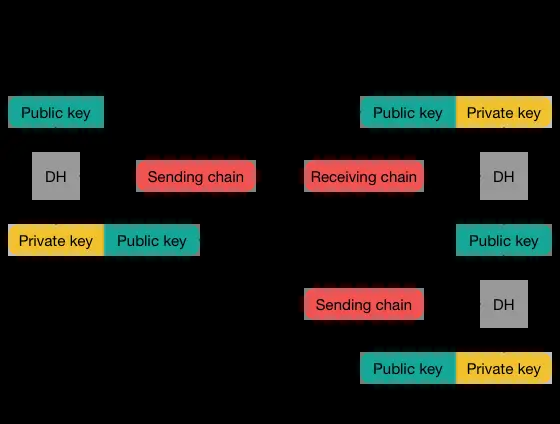 Public key
Public key Private key
DH Sending chain Receiving chain DH
Private key Public key Public key
Sending chain DH
Public key Private key